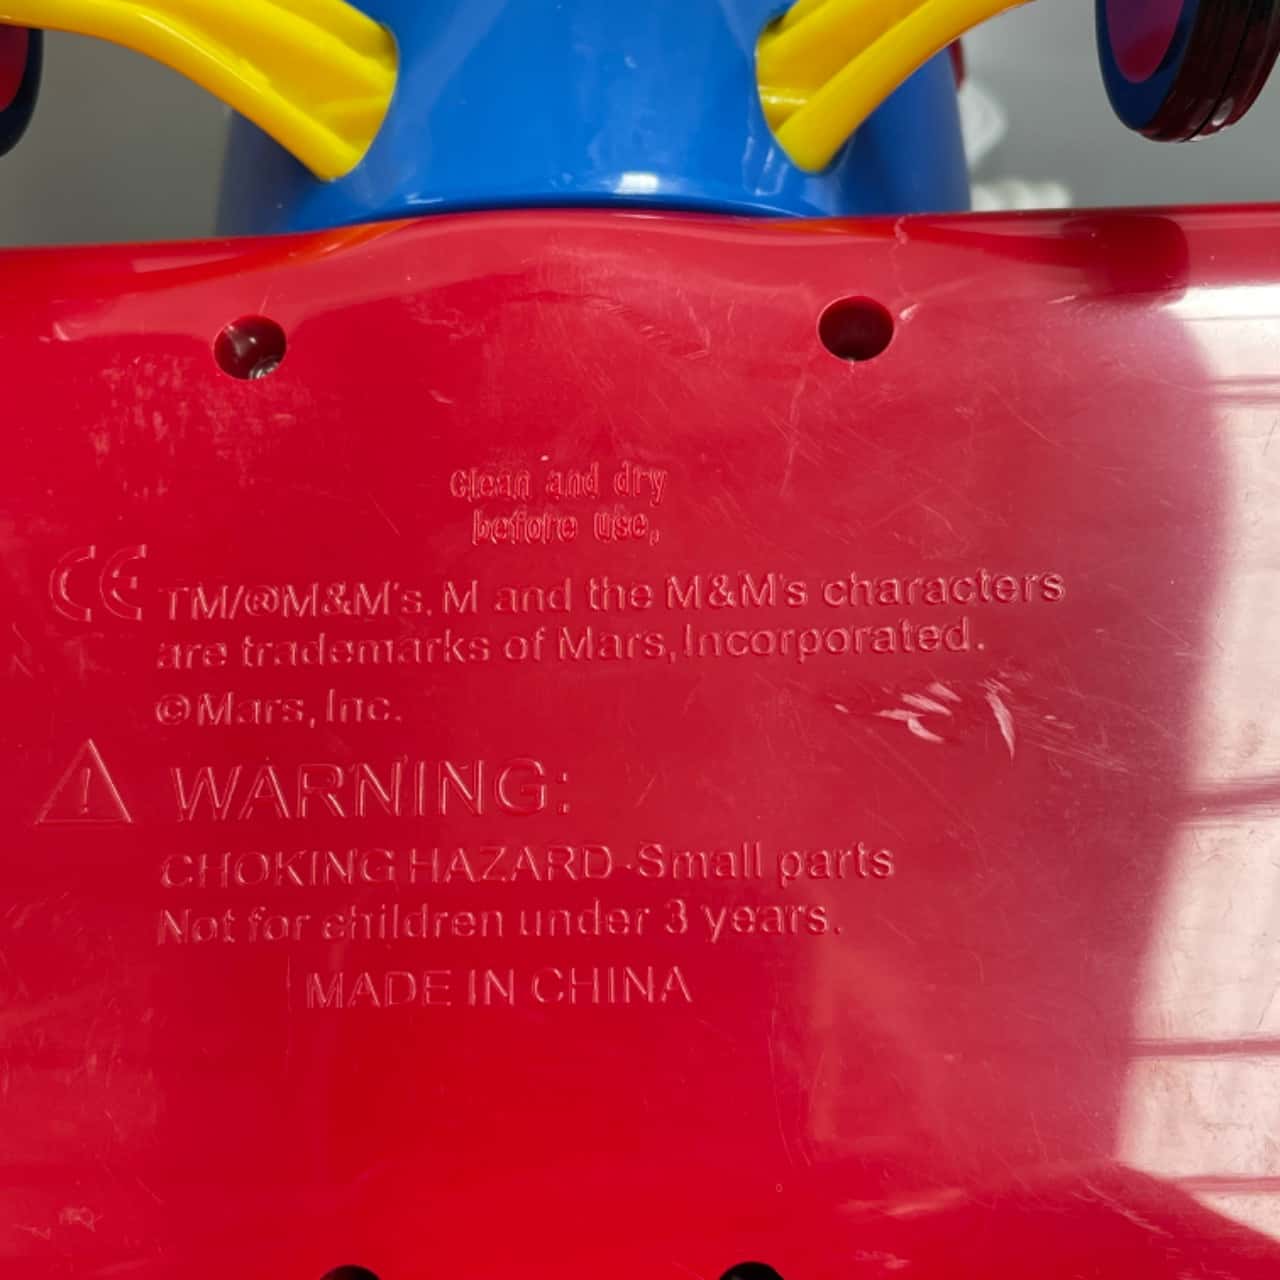 Clean and dry
before use,
CE TM/®M&M's, M and the M&M's characters
are trademarks of Mars, Incorporated.
©Mars, Inc.
WARNING:
CHOKING HAZARD-Small parts
Not for children under 3 years.
MADE IN CHINA